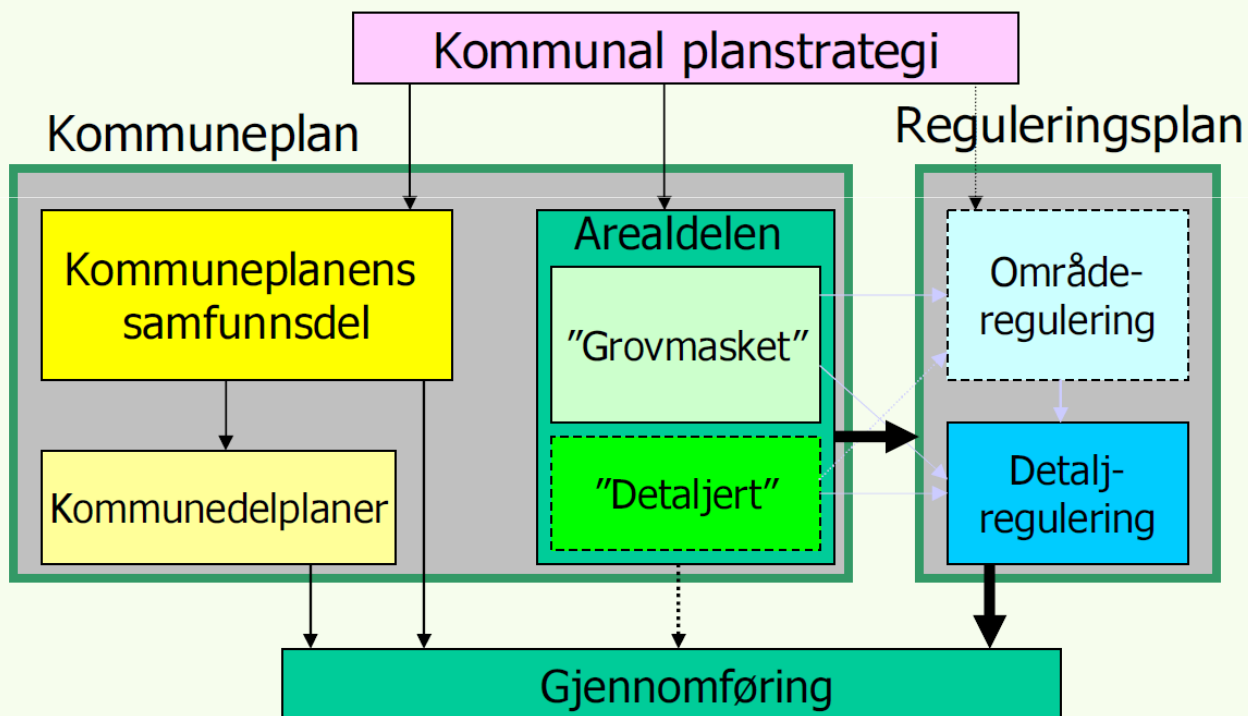 Kommunal planstrategi
Kommuneplan
Reguleringsplan
Kommuneplanens
samfunnsdel
Kommunedelplaner
Arealdelen
”Grovmasket”
”Detaljert”
Område-
regulering
Detalj-
regulering
Gjennomføring